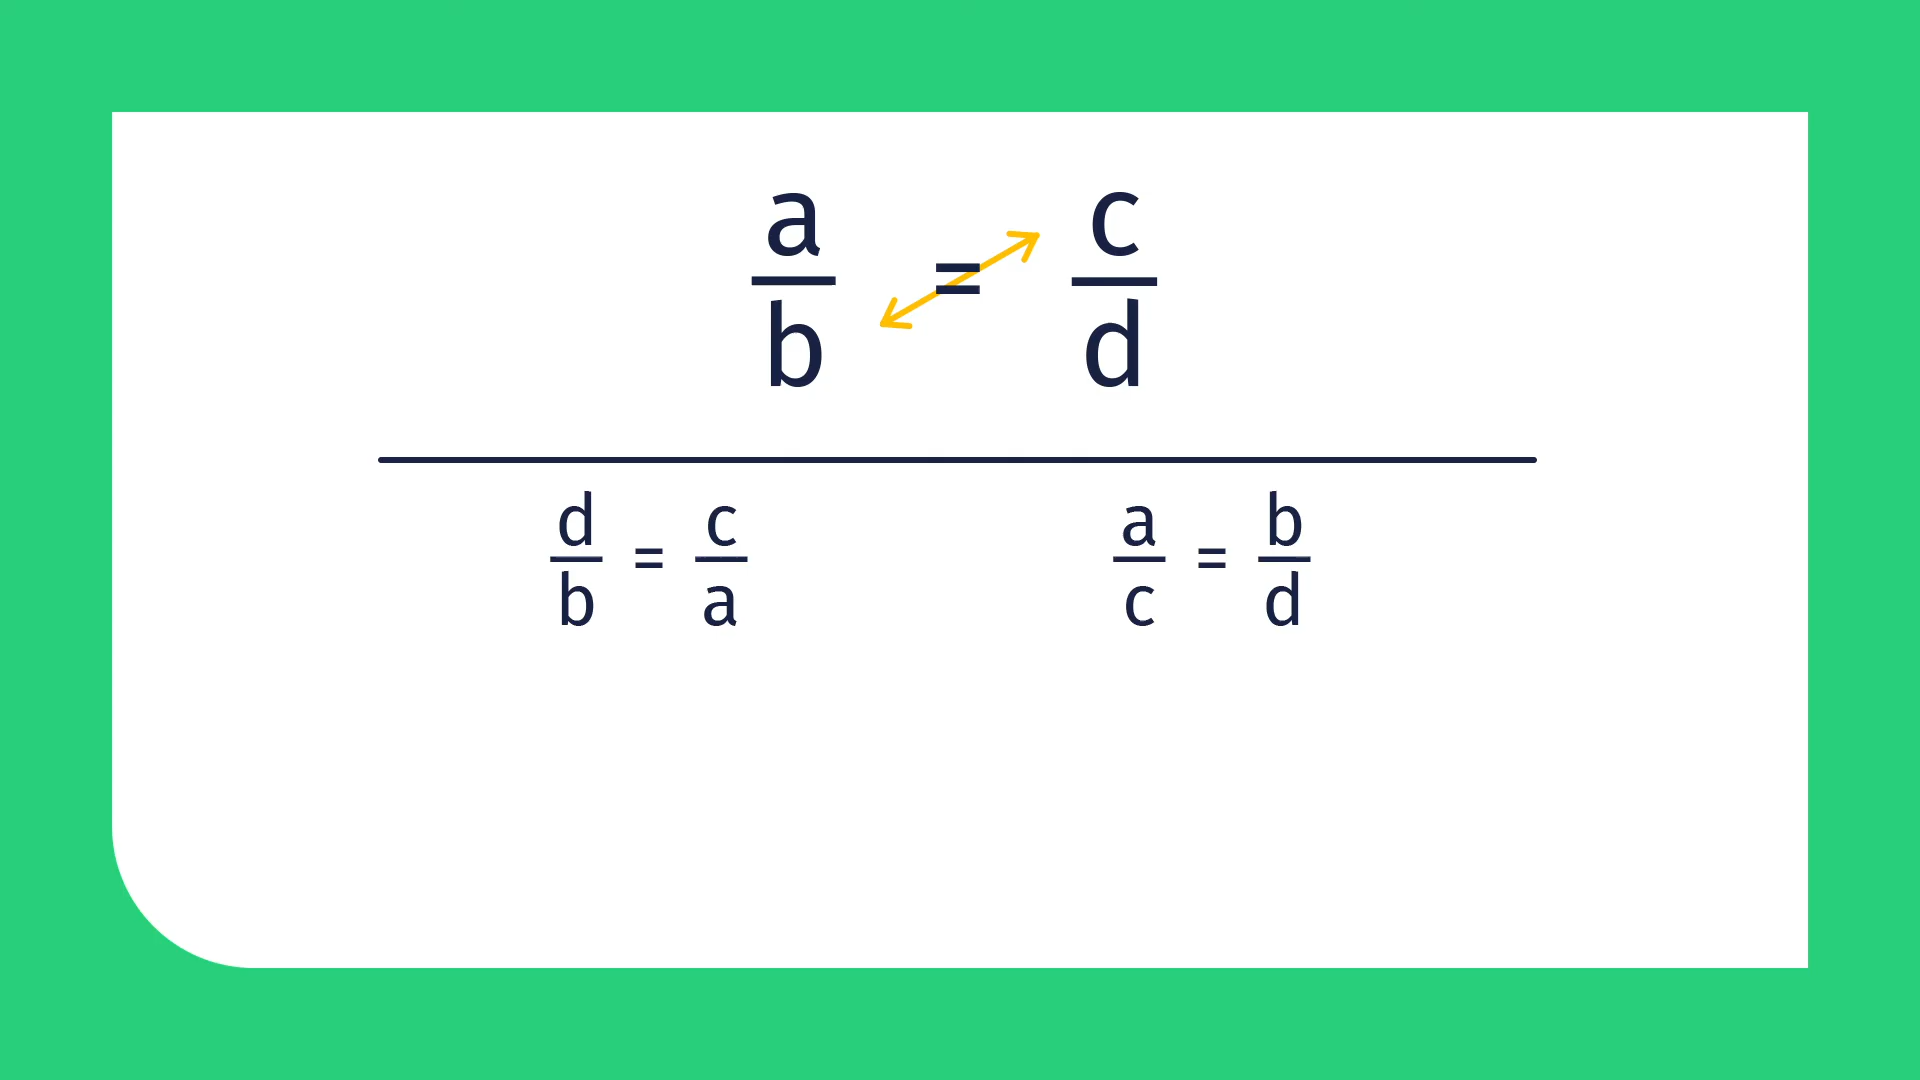 a/b = c/d
d/b = c/a
a/c = b/d